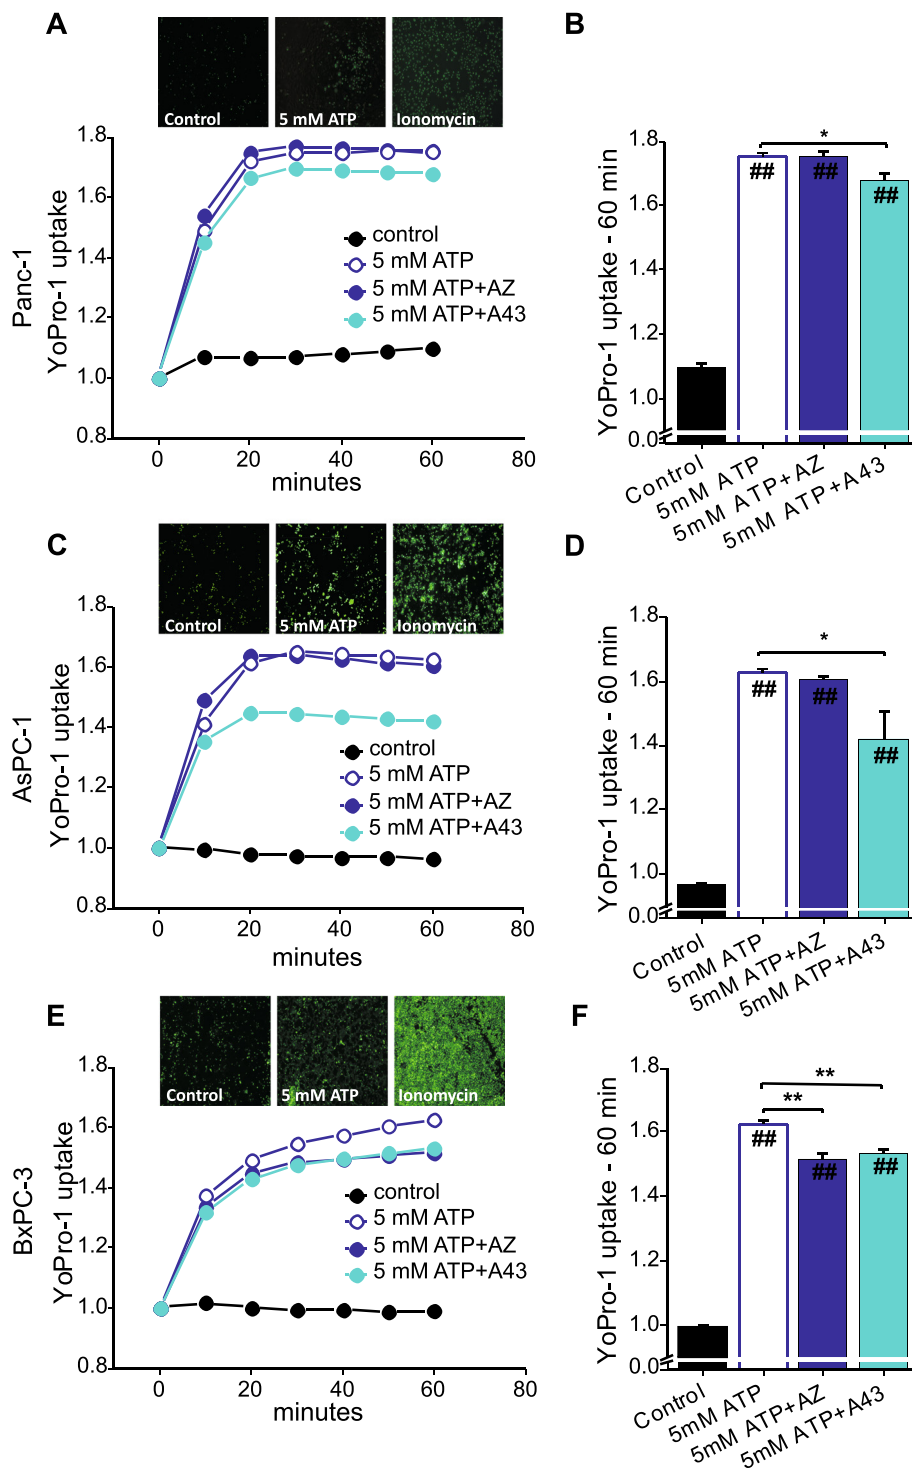 A
Control
5 mM ATP
Ionomycin
Panc-1
YoPro-1 uptake
1.8
1.6
1.4
1.2
1.0
0.8
control
5 mM ATP
5 mM ATP+AZ
5 mM ATP+A43
0
20
40
60
80
minutes
B
YoPro-1 uptake - 60 min
1.8
1.6
1.4
1.2
1.0
0.0
*
##
##
##
Control
5mM ATP
5mM ATP+AZ
5mM ATP+A43
C
Control
5 mM ATP
Ionomycin
AsPC-1
YoPro-1 uptake
1.8
1.6
1.4
1.2
1.0
0.8
control
5 mM ATP
5 mM ATP+AZ
5 mM ATP+A43
0
20
40
60
80
minutes
D
YoPro-1 uptake - 60 min
1.8
1.6
1.4
1.6
1.0
0.0
*
##
##
##
Control
5mM ATP
5mM ATP+AZ
5mM ATP+A43
E
Control
5 mM ATP
Ionomycin
BxPC-3
YoPro-1 uptake
1.8
1.6
1.4
1.2
1.0
0.8
control
5 mM ATP
5 mM ATP+AZ
5 mM ATP+A43
0
20
40
60
80
minutes
F
YoPro-1 uptake - 60 min
1.8
1.6
1.4
1.6
1.0
0.0
**
**
##
##
##
Control
5mM ATP
5mM ATP+AZ
5mM ATP+A43